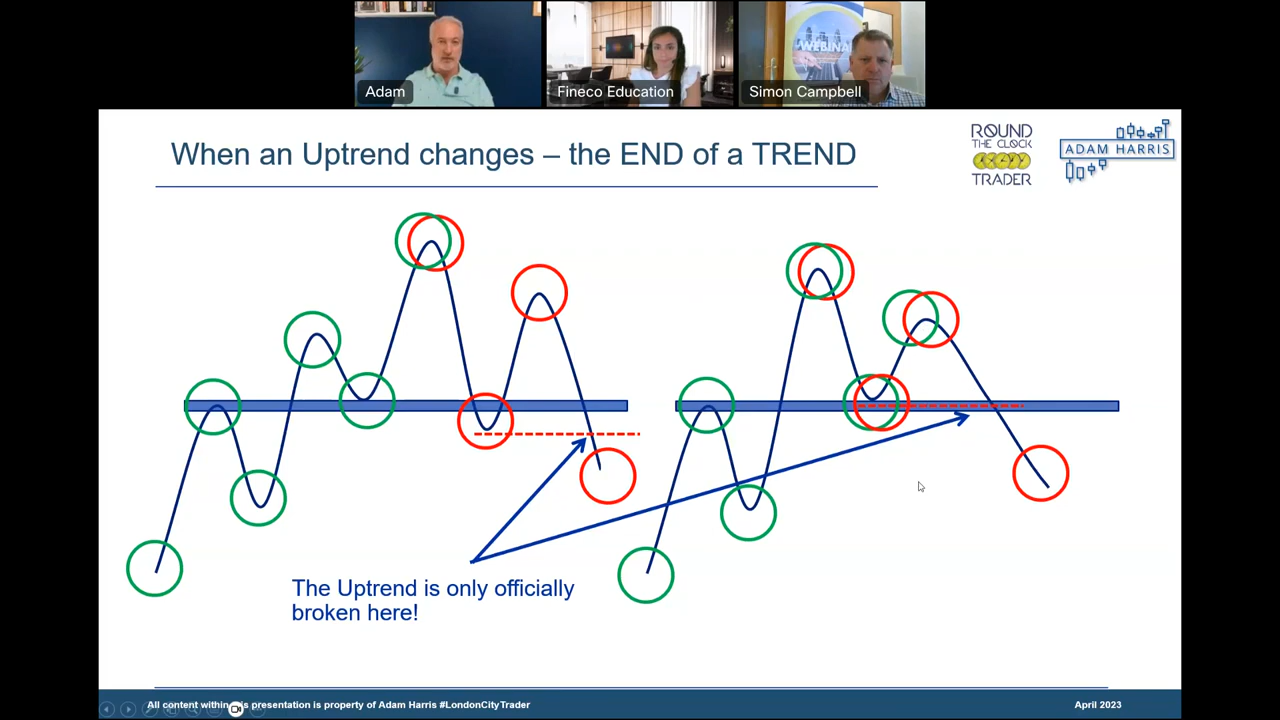 Adam
Fineco Education
WEBINA
Simon Campbell
When an Uptrend changes – the END of a TREND
ROUND
THE CLOCK
TRADER
ADAM HARRIS
The Uptrend is only officially
broken here!
All content within this presentation is property of Adam Harris #LondonCityTrader
April 2023